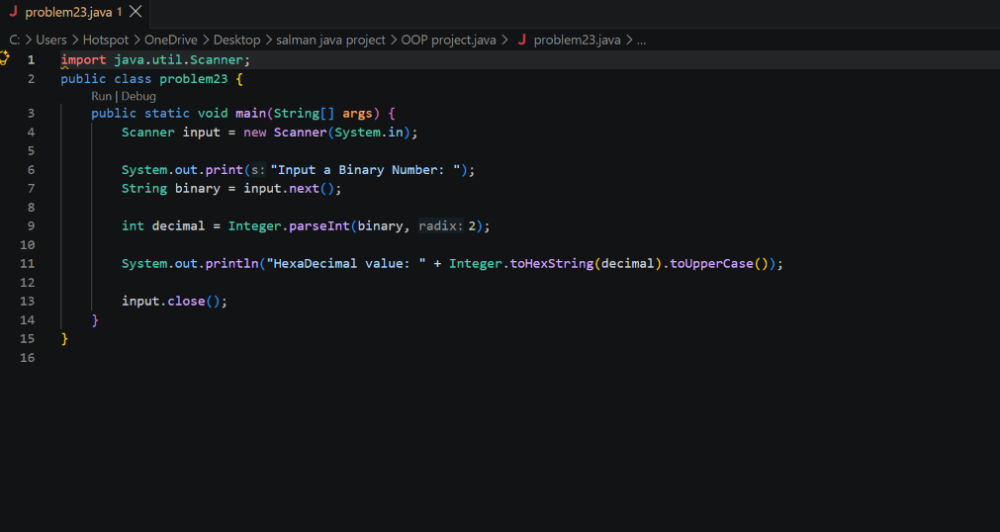 J problem23.java 1 ×
C: > Users > Hotspot > OneDrive > Desktop > salman java project > OOP project.java > J problem23.java > ...
1 import java.util.Scanner;
2 public class problem23 {
Run | Debug
3 public static void main(String[] args) {
4 Scanner input = new Scanner(System.in);
5
6 System.out.print(s: "Input a Binary Number: ");
7 String binary = input.next();
8
9 int decimal = Integer.parseInt(binary, radix: 2);
10
11 System.out.println("HexaDecimal value: " + Integer.toHexString(decimal).toUpperCase());
12
13 input.close();
14 }
15 }
16